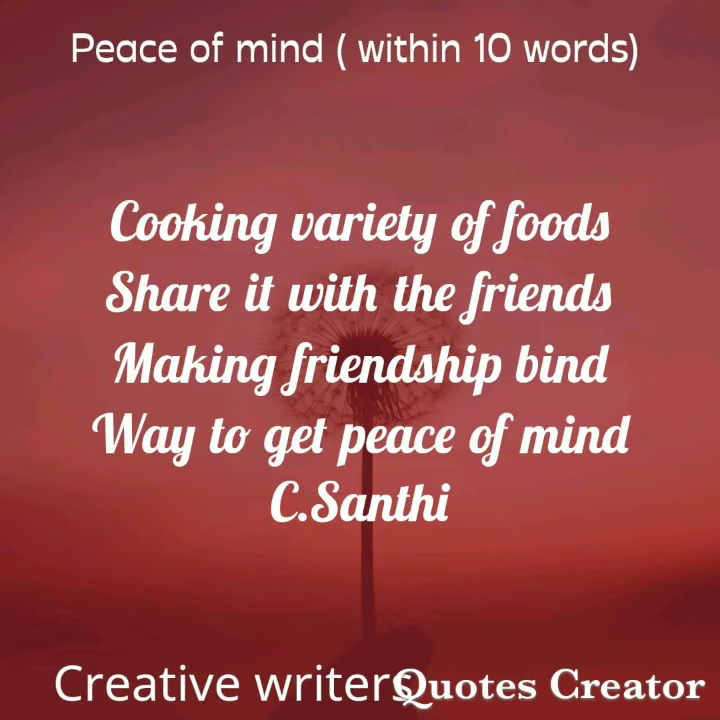 Peace of mind ( within 10 words)
Cooking variety of foods
Share it with the friends
Making friendship bind
Way to get peace of mind
C.Santhi
Creative writers Quotes Creator